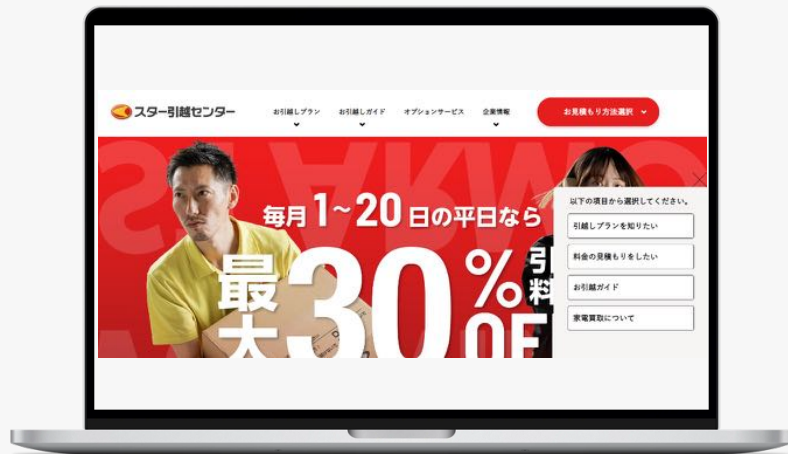 スター引越センター
お引越しプラン
お引越しガイド
オプションサービス
企業情報
お見積もり方法選択
毎月1~20日の平日なら
最大30%OFF
引
料
以下の項目から選択してください。
引越しプランを知りたい
料金の見積もりをしたい
お引越ガイド
家電買取について